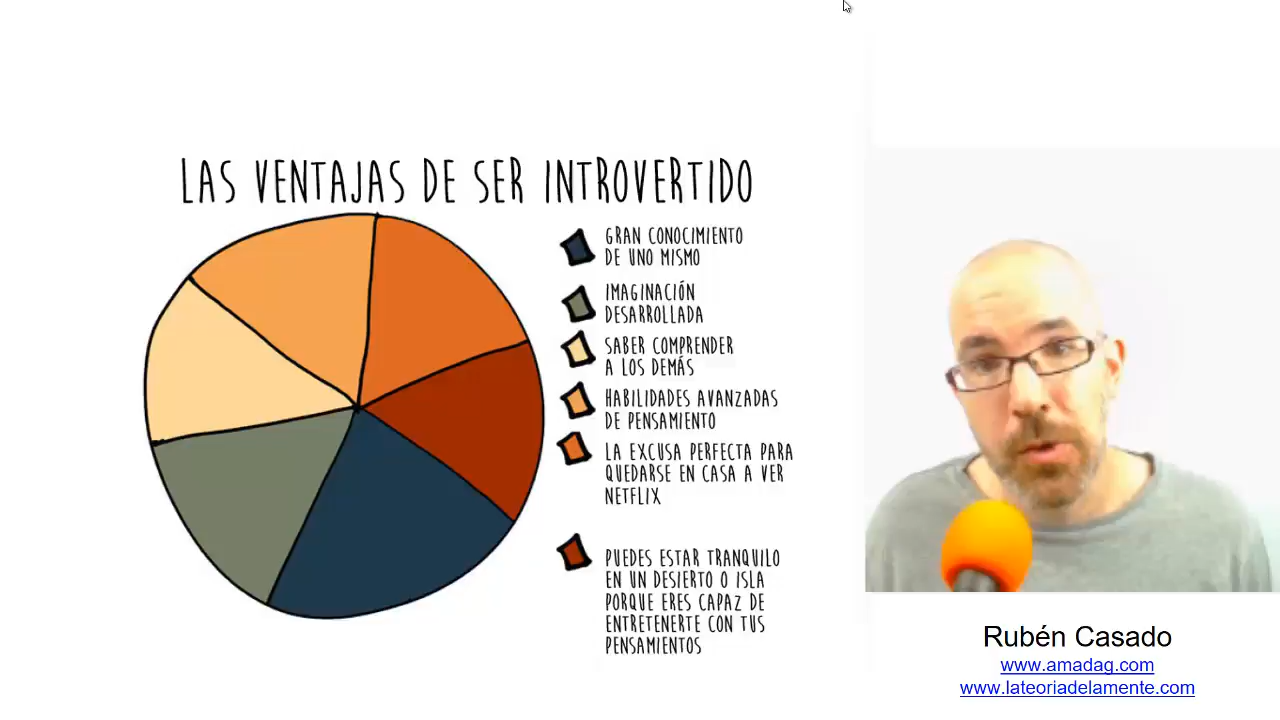 LAS VENTAJAS DE SER INTROVERTIDO
GRAN CONOCIMIENTO
DE UNO MISMO
IMAGINACIÓN
DESARROLLADA
SABER COMPRENDER
A LOS DEMÁS
HABILIDADES AVANZADAS
DE PENSAMIENTO
LA EXCUSA PERFECTA PARA
QUEDARSE EN CASA A VER
NETFLIX
PUEDES ESTAR TRANQUILO
EN UN DESIERTO O ISLA
PORQUE ERES CAPAZ DE
ENTRETENERTE CON TUS
PENSAMIENTOS
Rubén Casado
www.amadag.com
www.lateoriadelamente.com